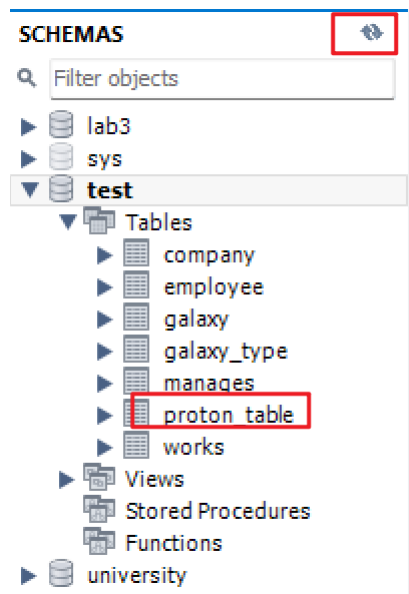 SCHEMAS
Filter objects
lab3
sys
test
Tables
company
employee
galaxy
galaxy_type
manages
proton_table
works
Views
Stored Procedures
Functions
university